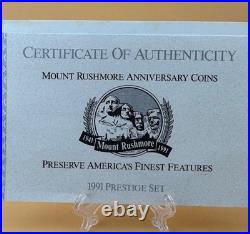 CERTIFICATE OF AUTHENTICITY
MOUNT RUSHMORE ANNIVERSARY COINS
1941 1991
Mount Rushmore
PRESERVE AMERICA'S FINEST FEATURES
1991 PRESTIGE SET